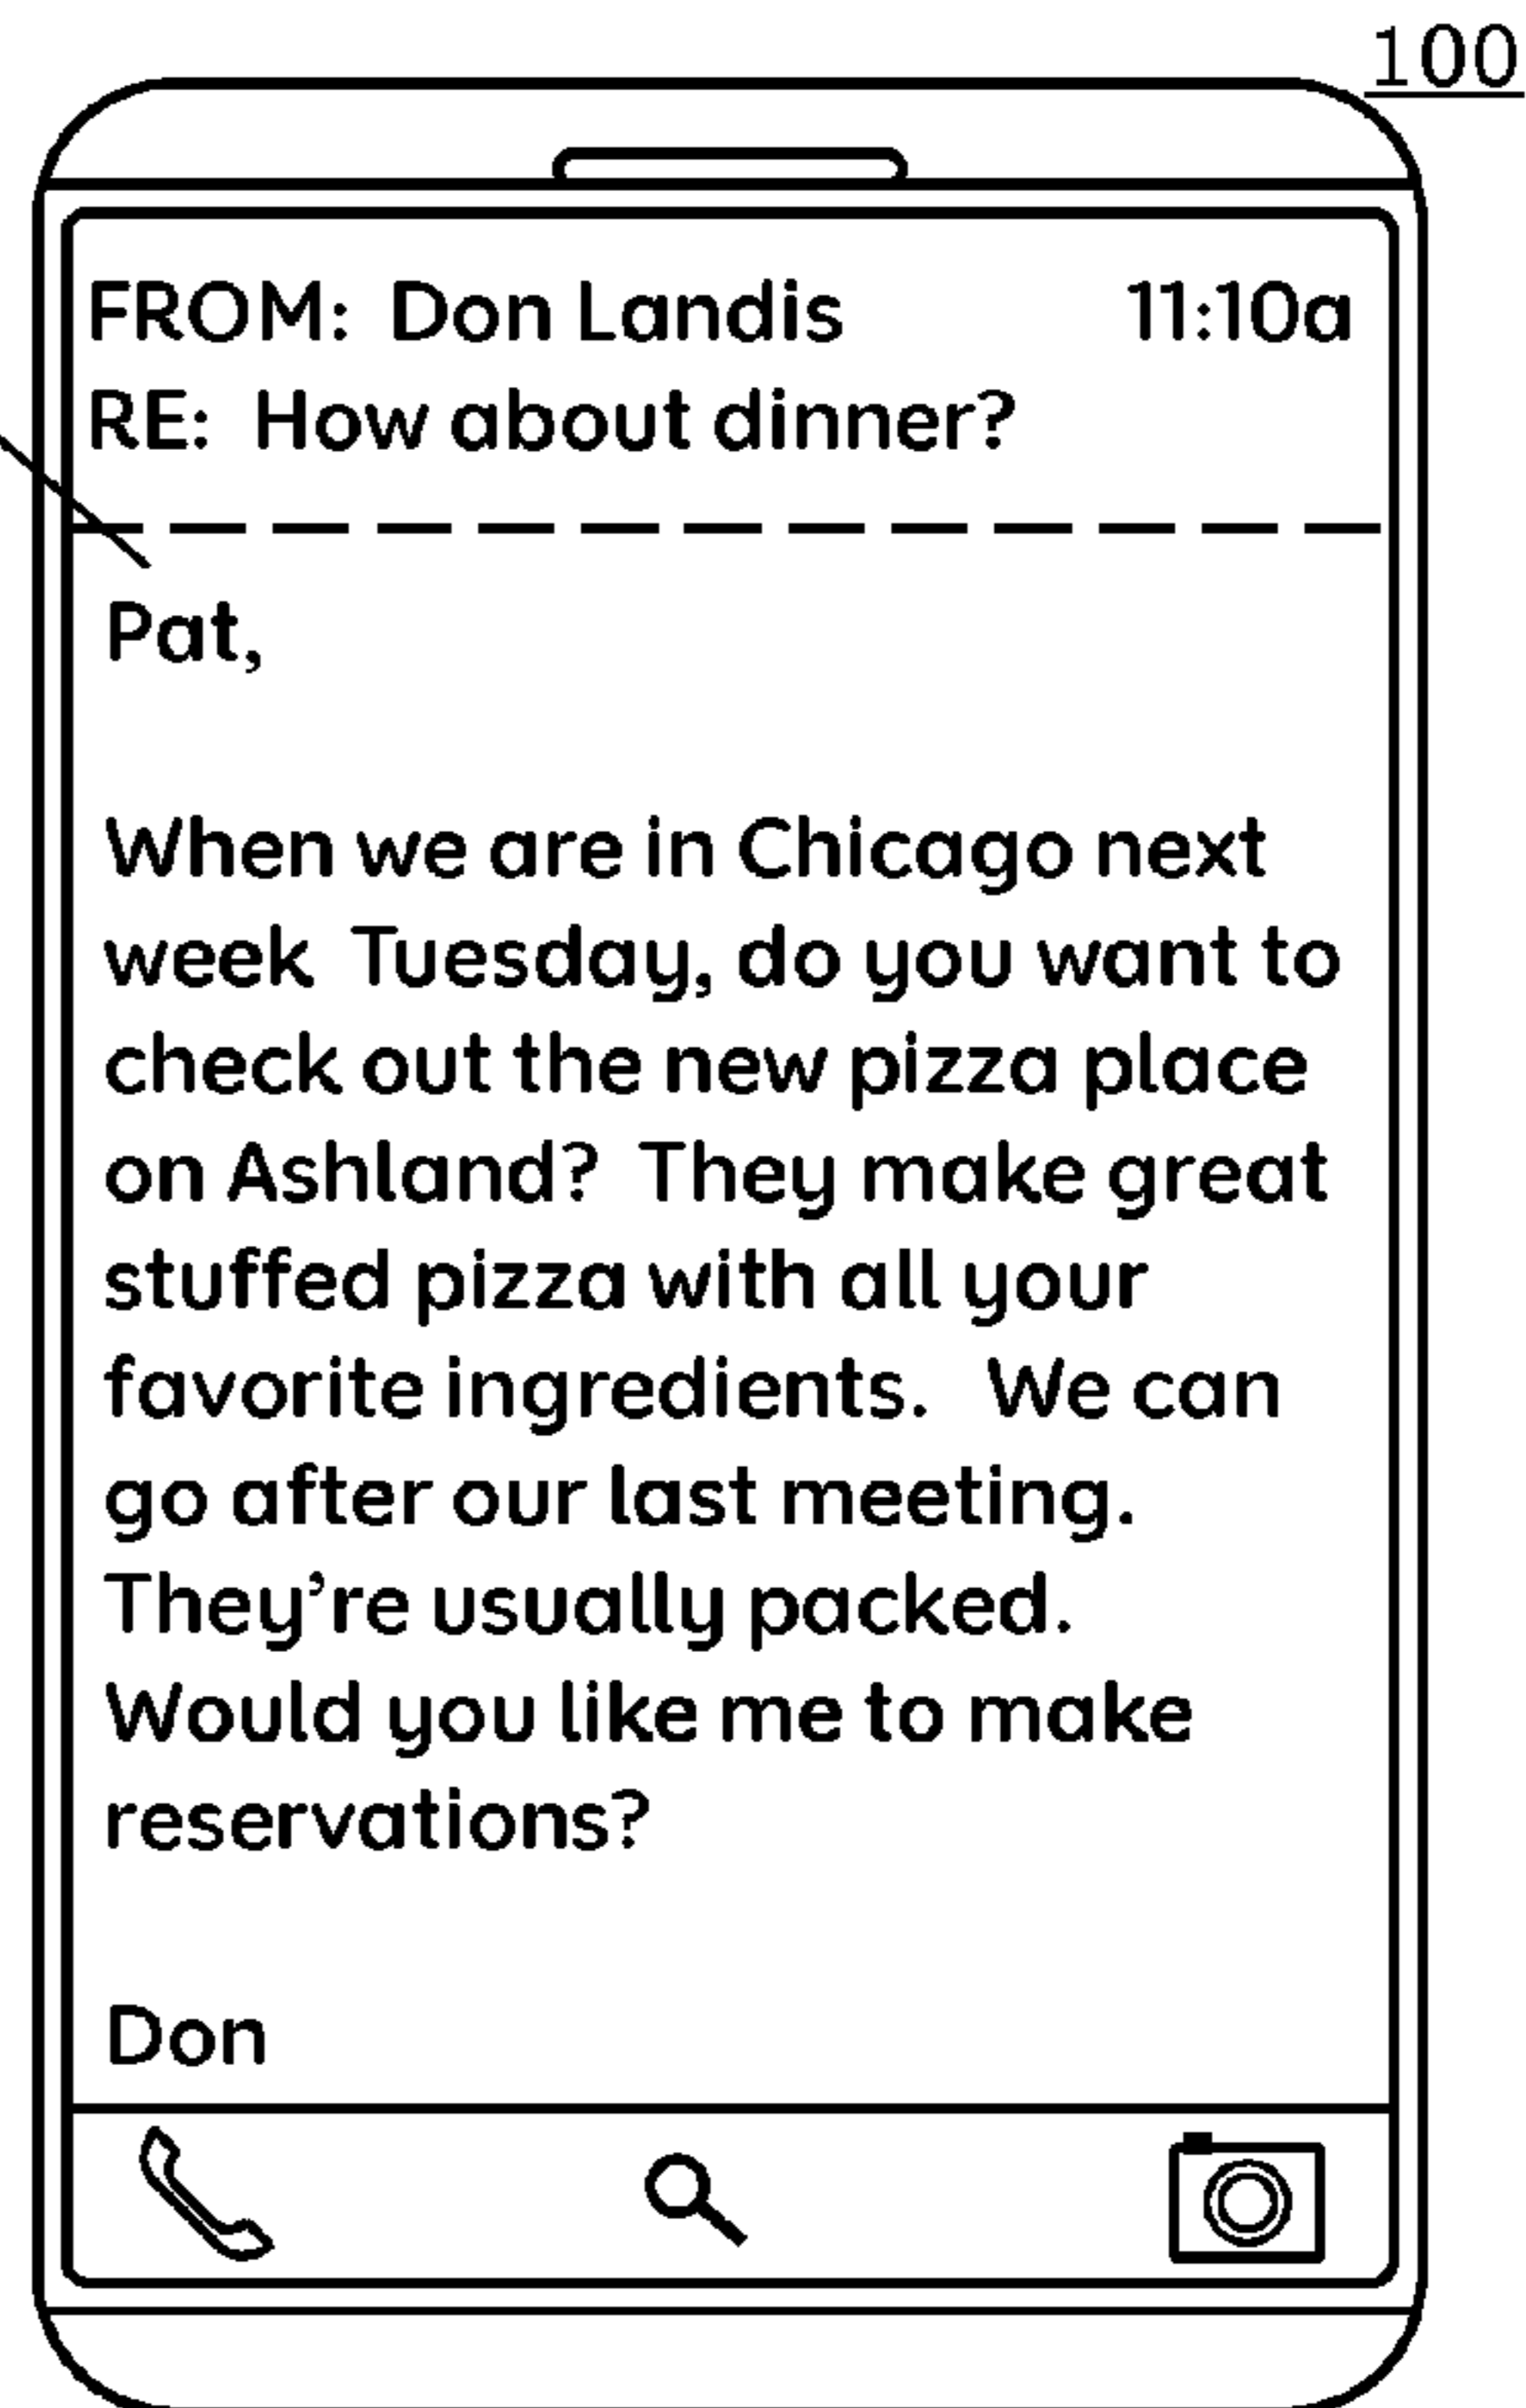 100
FROM: Don Landis 11:10a
RE: How about dinner?
Pat,
When we are in Chicago next
week Tuesday, do you want to
check out the new pizza place
on Ashland? They make great
stuffed pizza with all your
favorite ingredients. We can
go after our last meeting.
They’re usually packed.
Would you like me to make
reservations?
Don